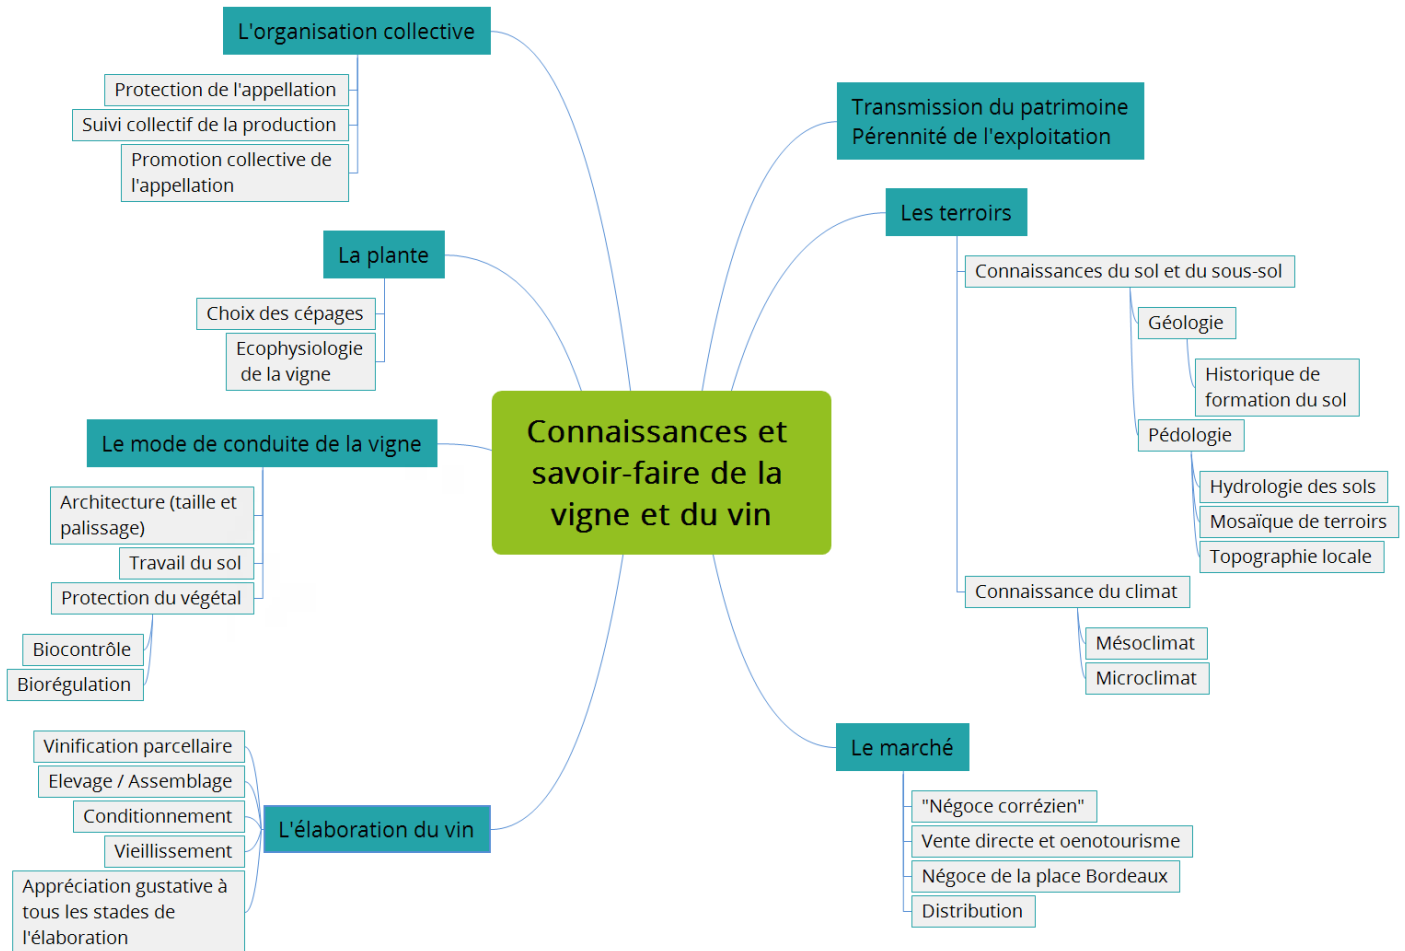 L'organisation collective
Protection de l'appellation
Suivi collectif de la production
Promotion collective de
l'appellation
La plante
Choix des cépages
Ecophysiologie
de la vigne
Le mode de conduite de la vigne
Architecture (taille et
palissage)
Travail du sol
Protection du végétal
Biocontrôle
Biorégulation
Vinification parcellaire
Elevage / Assemblage
Conditionnement
Vieillissement
Appréciation gustative à
tous les stades de
l'élaboration
L'élaboration du vin
Connaissances et
savoir-faire de la
vigne et du vin
Transmission du patrimoine
Pérennité de l'exploitation
Les terroirs
Connaissances du sol et du sous-sol
Géologie
Historique de
formation du sol
Pédologie
Hydrologie des sols
Mosaïque de terroirs
Topographie locale
Connaissance du climat
Mésoclimat
Microclimat
Le marché
"Négoce corrézien"
Vente directe et oenotourisme
Négoce de la place Bordeaux
Distribution